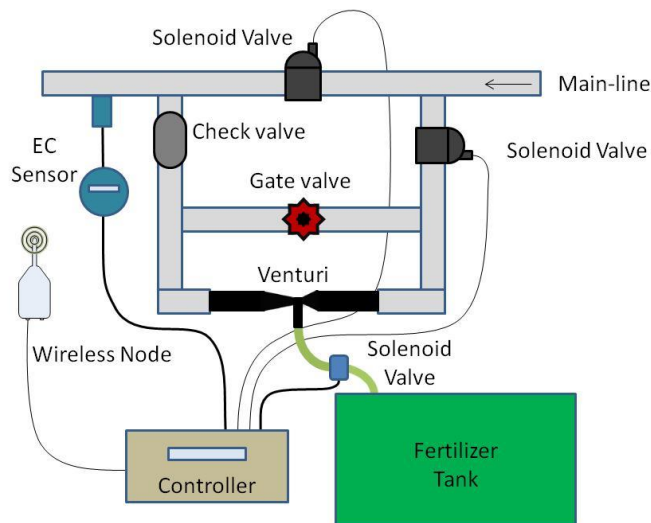 Solenoid Valve
Main-line
Check valve
Solenoid Valve
EC
Sensor
Gate valve
Venturi
Wireless Node
Solenoid
Valve
Fertilizer
Tank
Controller